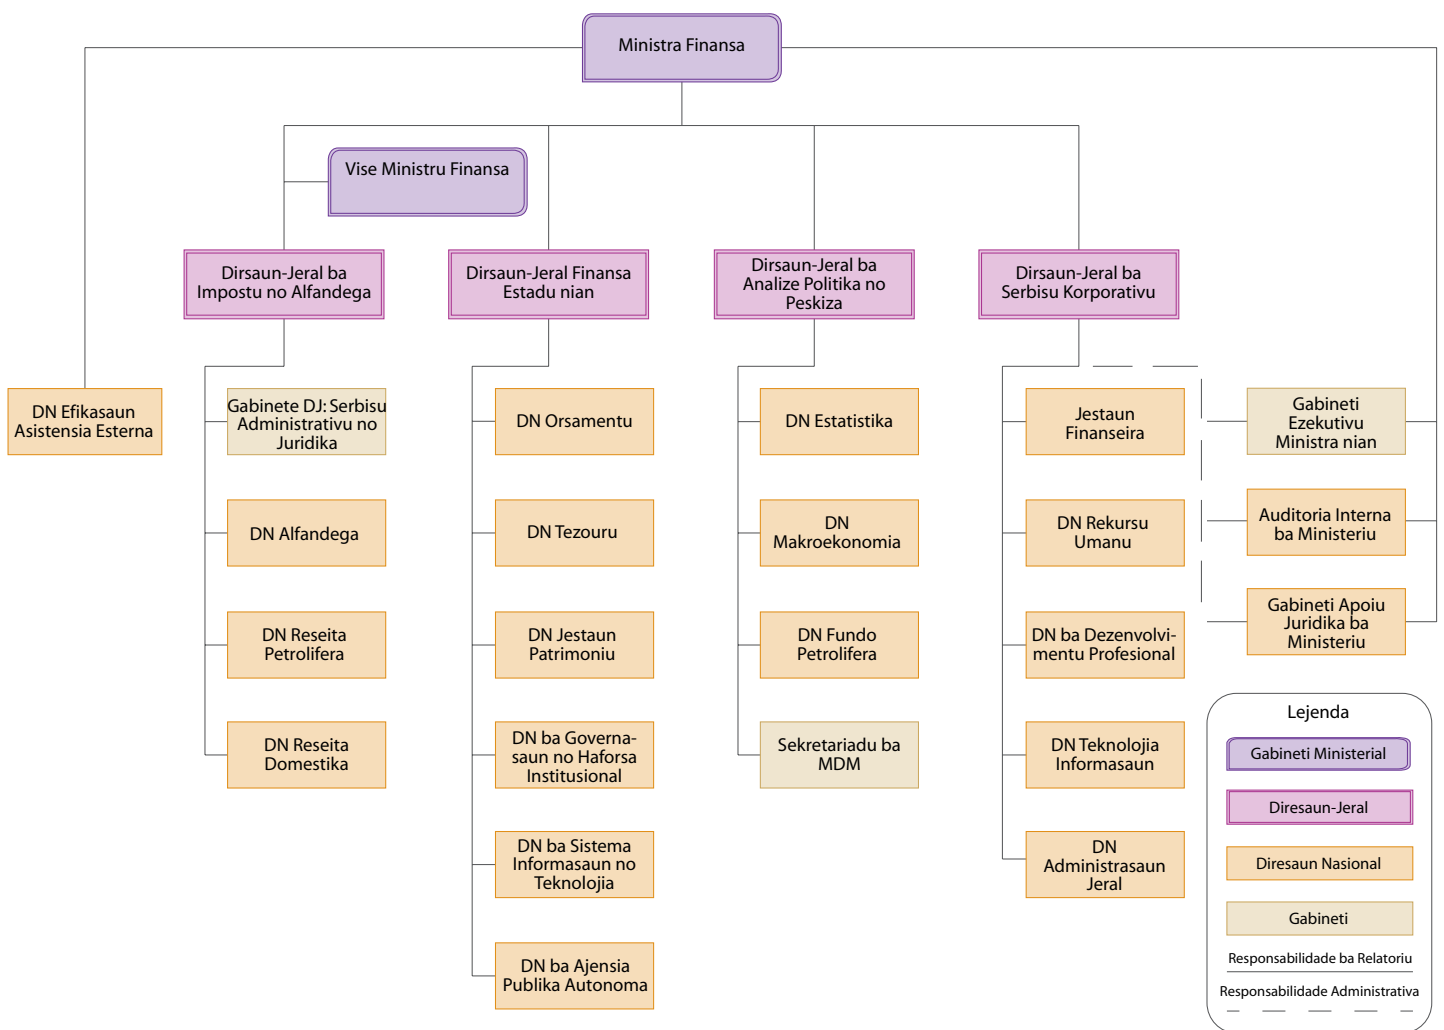 Ministra Finansa
Vise Ministru Finansa
Dirsaun-Jeral ba
Impostu no Alfandega
Dirsaun-Jeral Finansa
Estadu nian
Dirsaun-Jeral ba
Analize Politika no
Peskiza
Dirsaun-Jeral ba
Serbisu Korporativu
DN Efikasaun
Asistensia Esterna
Gabinete DJ: Serbisu
Administrativu no
Juridika
DN Alfandega
DN Reseita
Petrolifera
DN Reseita
Domestika
DN Orsamentu
DN Tezouru
DN Jestaun
Patrimoniu
DN ba Governa-
saun no Haforsa
Institusional
DN ba Sistema
Informasaun no
Teknolojia
DN ba Ajensia
Publika Autonoma
DN Estatistika
DN
Makroekonomia
DN Fundo
Petrolifera
Sekretariadu ba
MDM
Jestaun
Finanseira
DN Rekursu
Umanu
DN ba Dezenvolvi-
mentu Profesional
DN Teknolojia
Informasaun
DN
Administrasaun
Jeral
Gabineti
Ezekutivu
Ministra nian
Auditoria Interna
ba Ministeriu
Gabineti Apoiu
Juridika ba
Ministeriu
Lejenda
Gabineti Ministerial
Diresaun-Jeral
Diresaun Nasional
Gabineti
Responsabilidade ba Relatoriu
Responsabilidade Administrativa